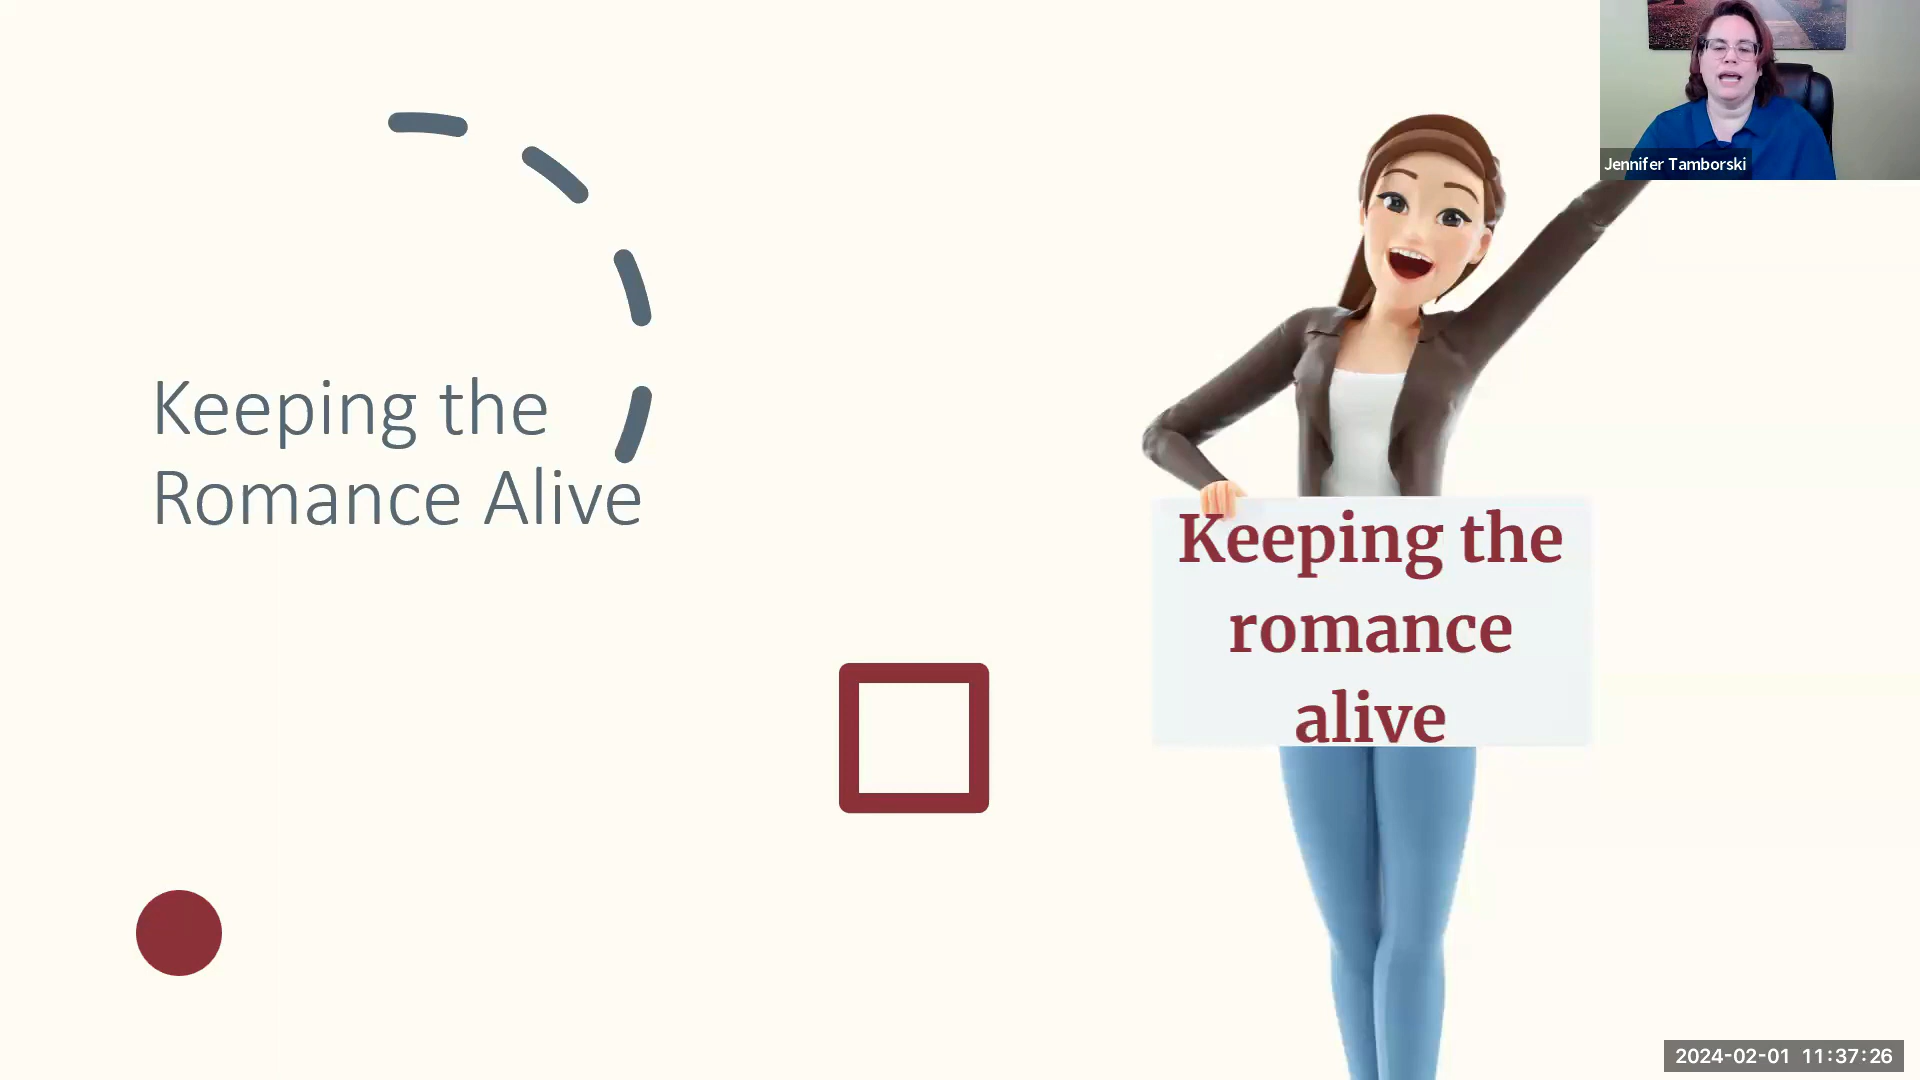 Jennifer Tamborski
Keeping the
Romance Alive
Keeping the
romance
alive
2024-02-01 11:37:26